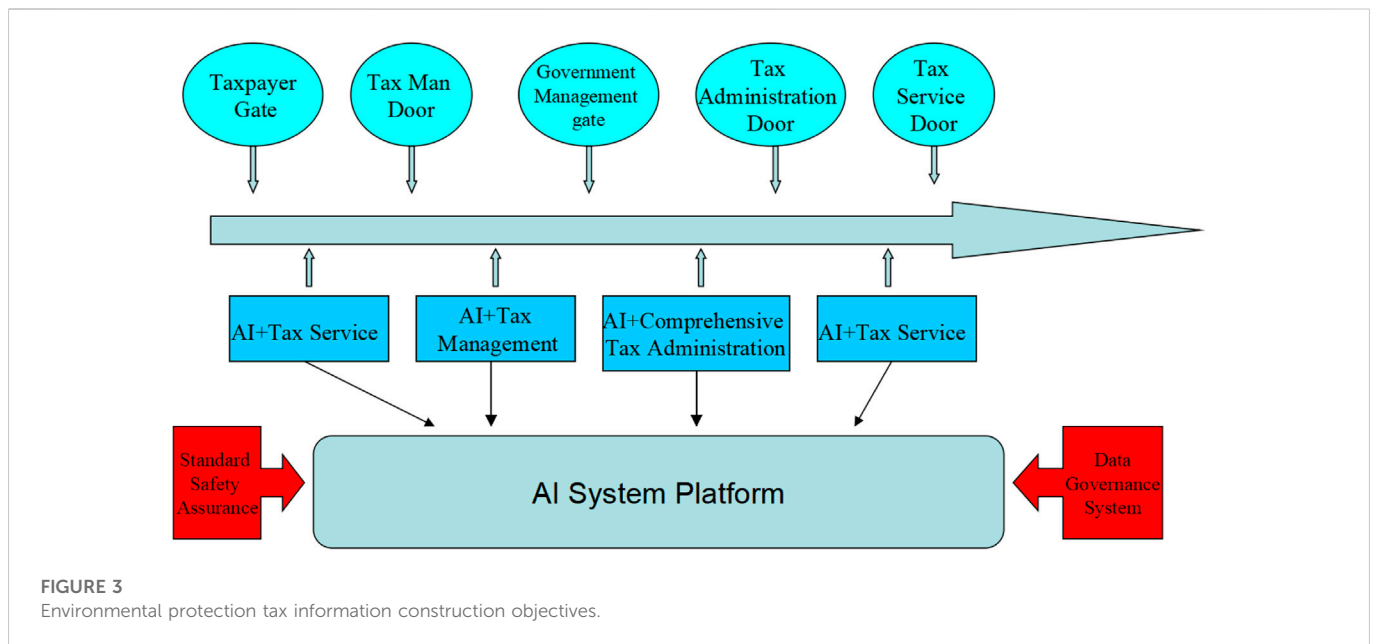 Taxpayer
Gate
Tax Man
Door
Government
Management
gate
Tax
Administration
Door
Tax
Service
Door
AI+Tax Service
AI+Tax
Management
AI+Comprehensive
Tax Administration
AI+Tax Service
Standard
Safety
Assurance
AI System Platform
Data
Governance
System
FIGURE 3
Environmental protection tax information construction objectives.